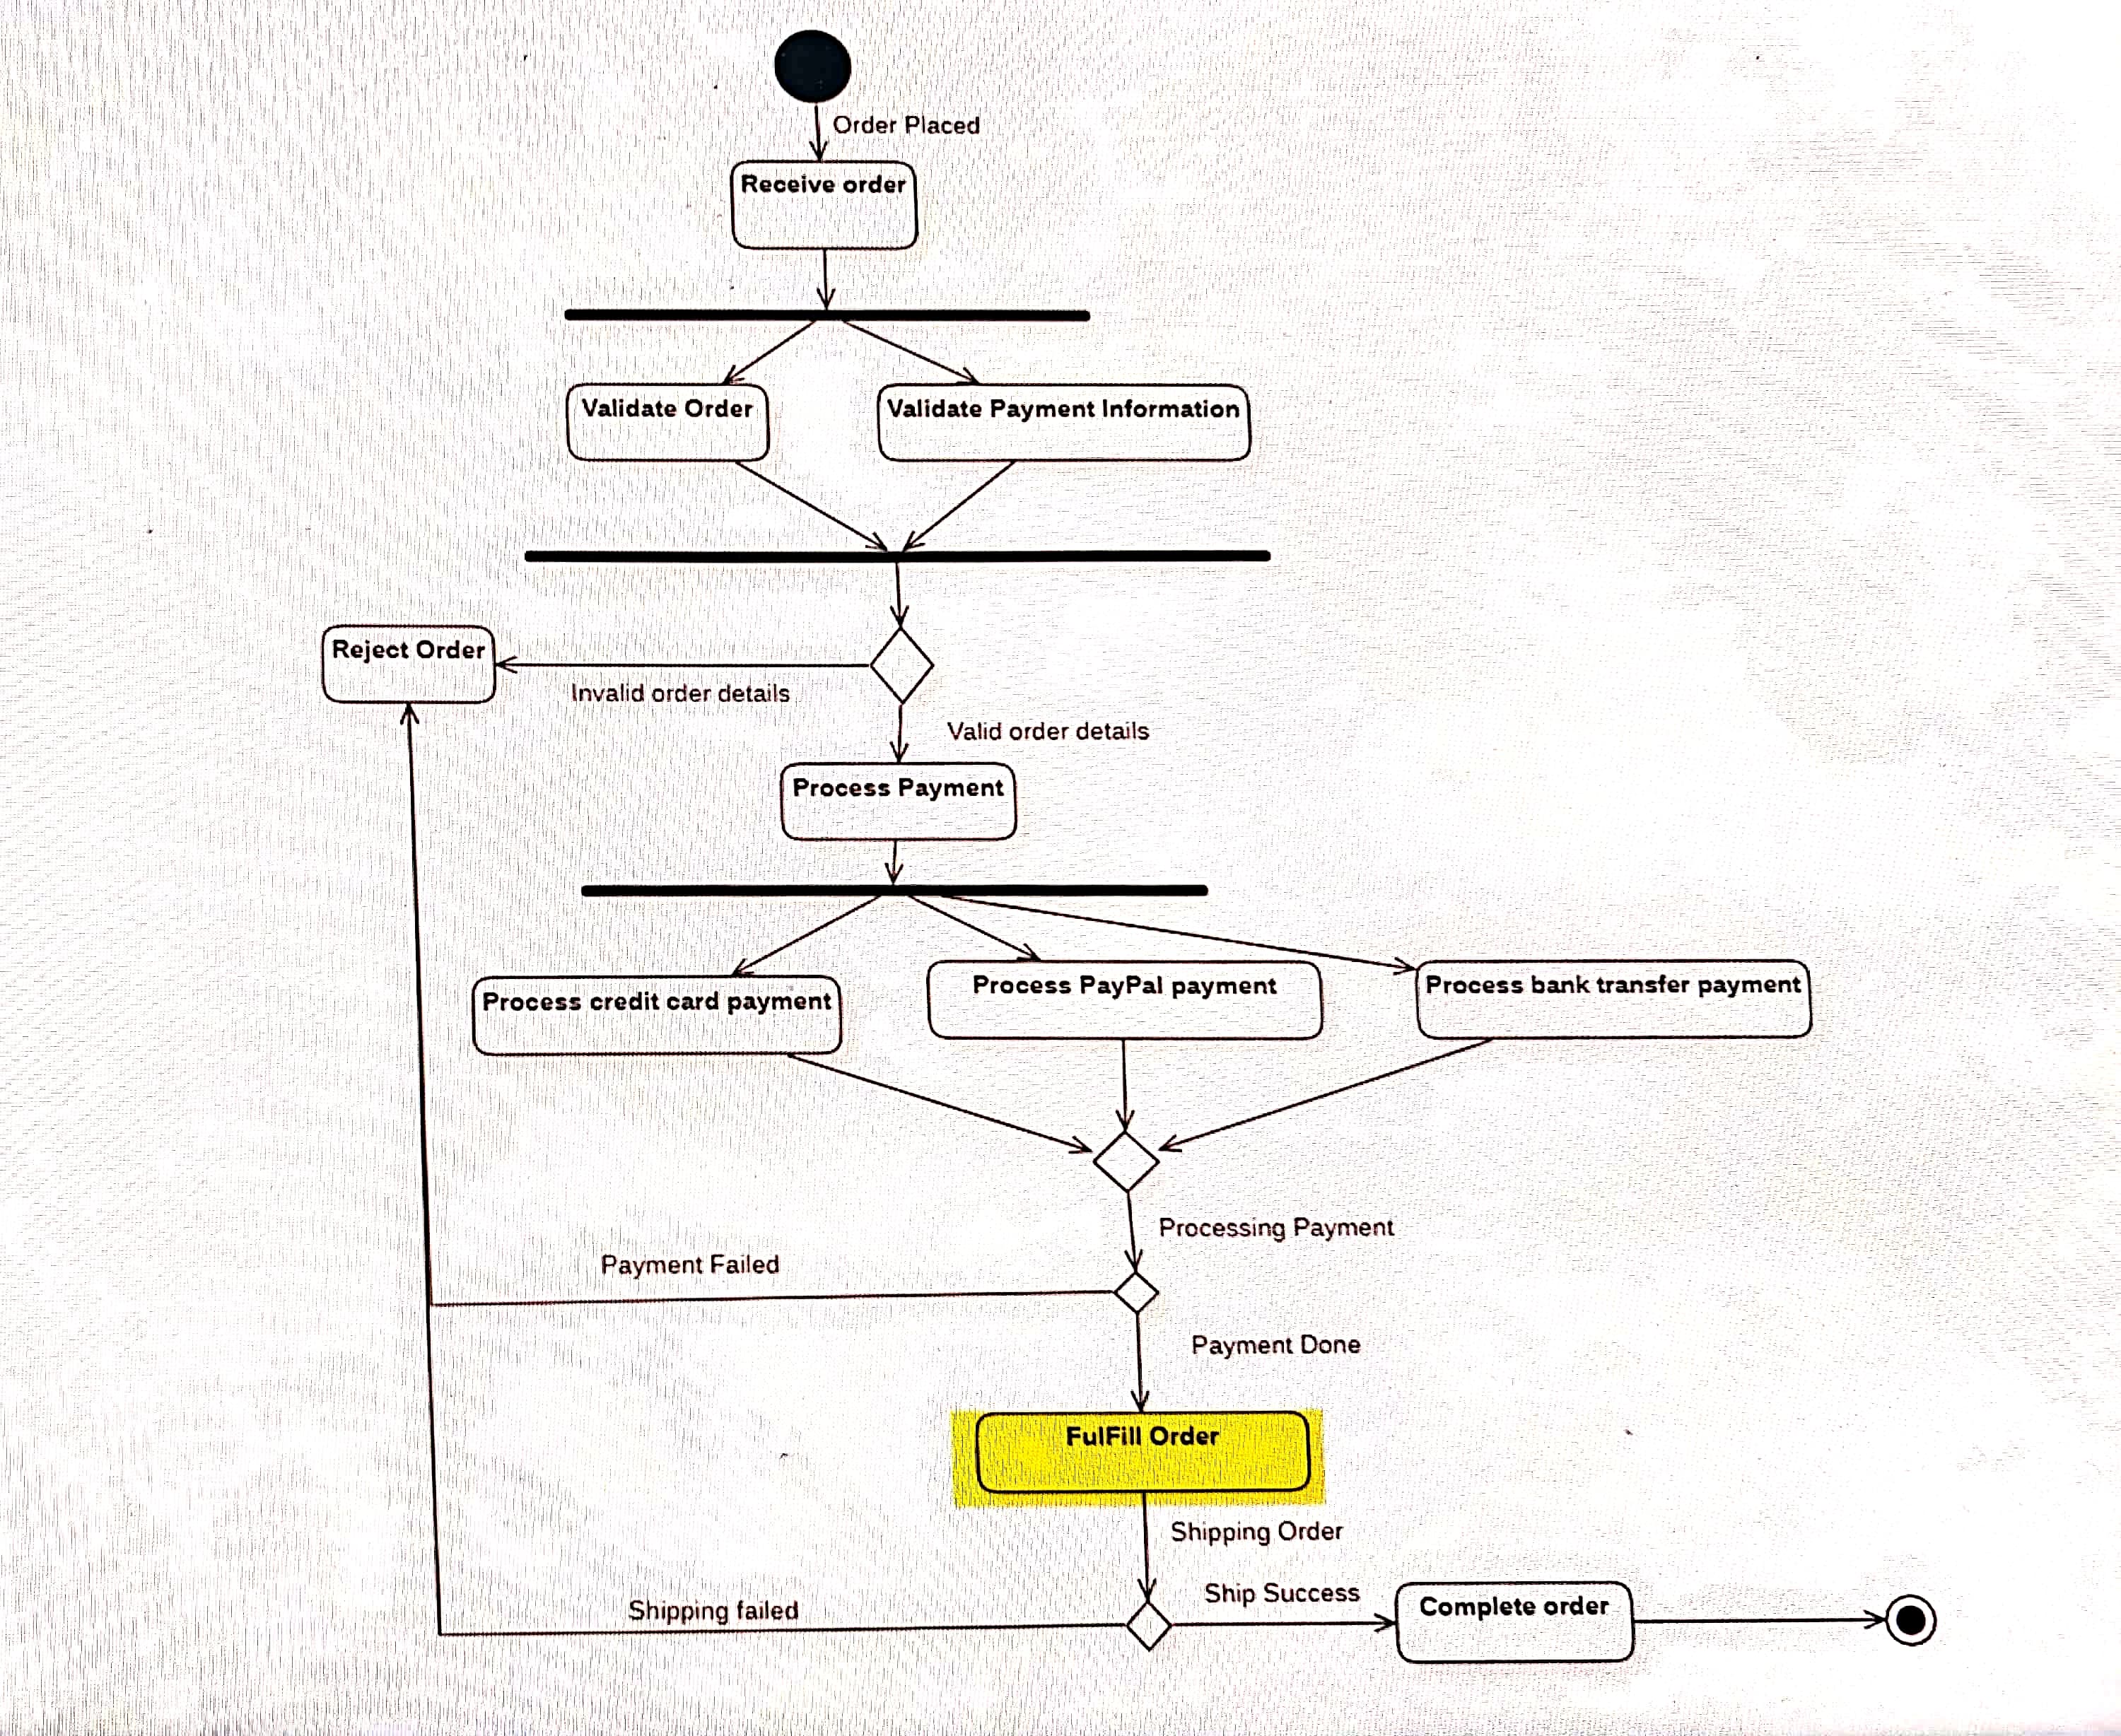 Order Placed
Receive order
Validate Order
Validate Payment Information
Reject Order
Invalid order details
Valid order details
Process Payment
Process credit card payment
Process PayPal payment
Process bank transfer payment
Processing Payment
Payment Failed
Payment Done
FulFill Order
Shipping Order
Ship Success
Shipping failed
Complete order